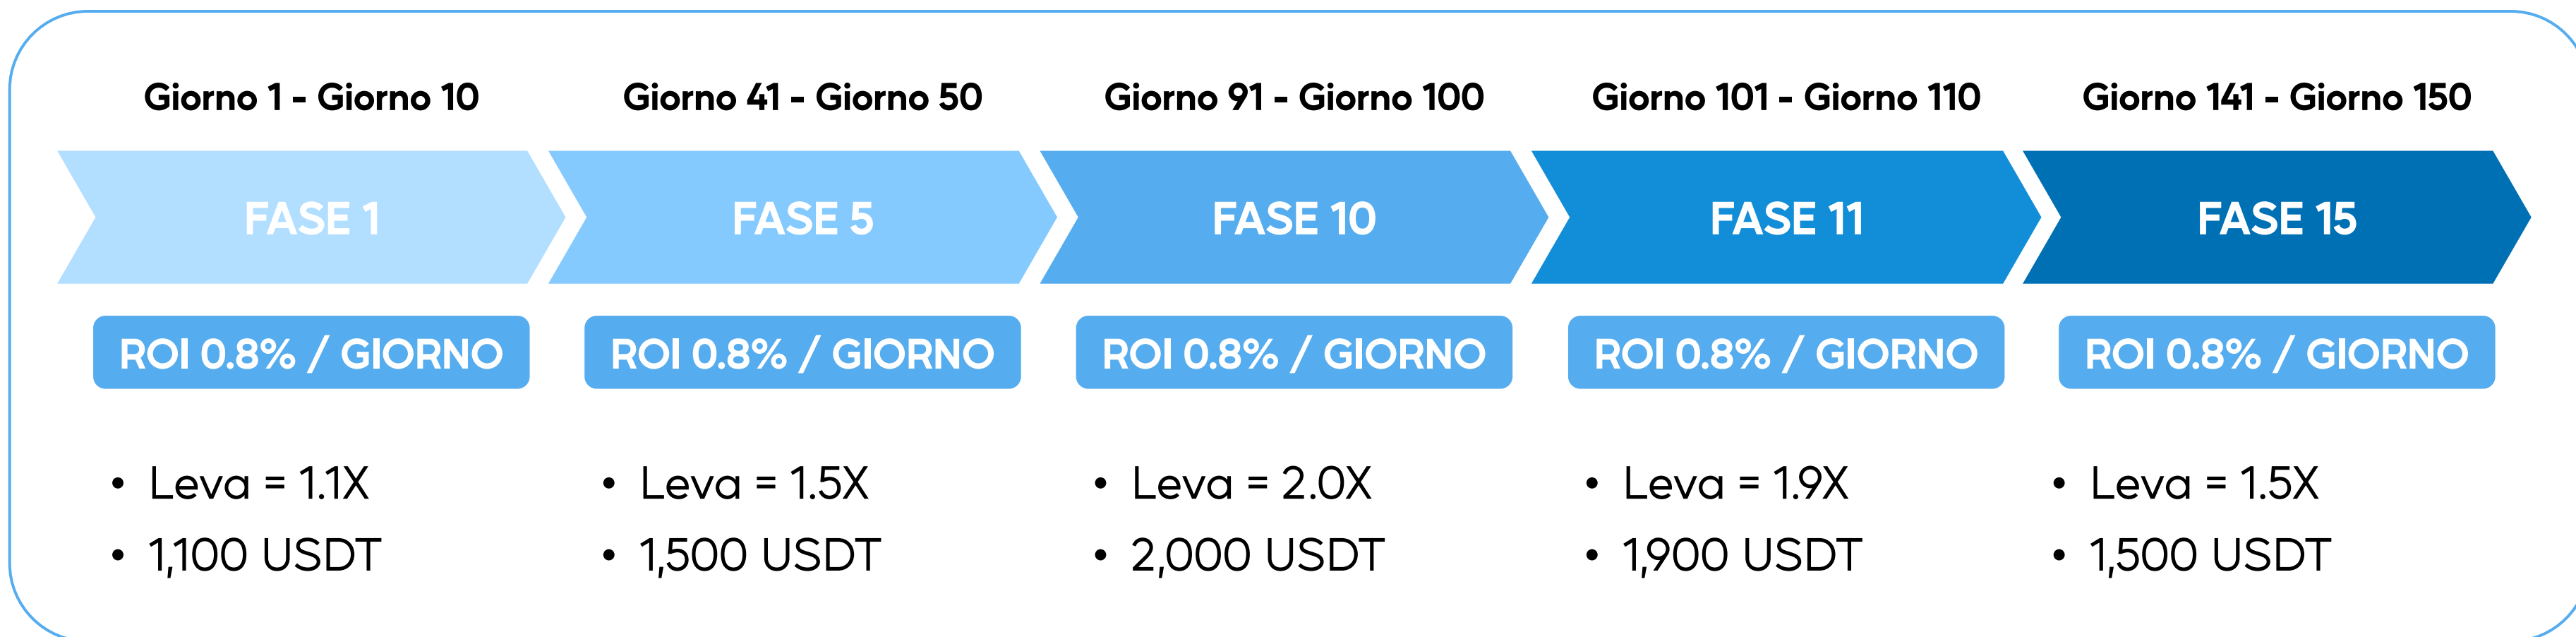 Giorno 1 - Giorno 10
Giorno 41 - Giorno 50
Giorno 91 - Giorno 100
Giorno 101 - Giorno 110
Giorno 141 - Giorno 150
FASE 1
FASE 5
FASE 10
FASE 11
FASE 15
ROI 0.8% / GIORNO
ROI 0.8% / GIORNO
ROI 0.8% / GIORNO
ROI 0.8% / GIORNO
ROI 0.8% / GIORNO
• Leva = 1.1X
• 1,100 USDT
• Leva = 1.5X
• 1,500 USDT
• Leva = 2.0X
• 2,000 USDT
• Leva = 1.9X
• 1,900 USDT
• Leva = 1.5X
• 1,500 USDT